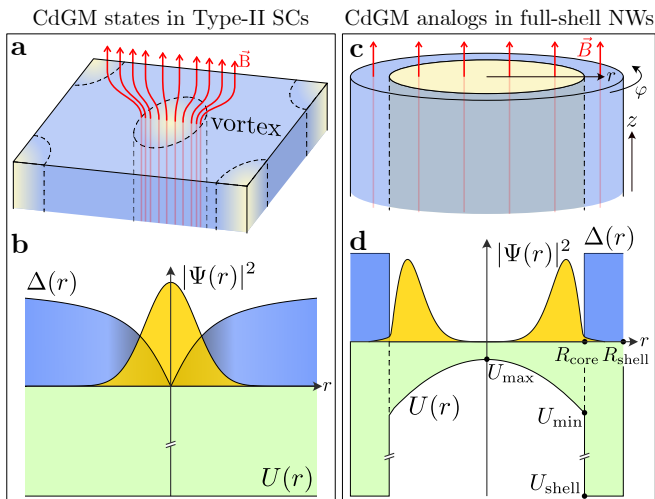 CdGM states in Type-II SCs
CdGM analogs in full-shell NWs
a
B⃗
vortex
b
Δ(r)
|Ψ(r)|²
r
U(r)
c
B⃗
r
φ
z
d
|Ψ(r)|²
Δ(r)
r
R_core
R_shell
U_max
U(r)
U_min
U_shell